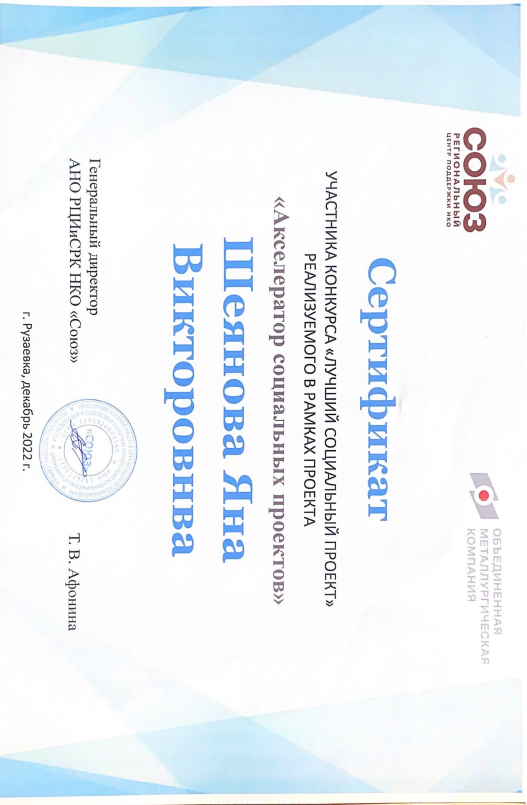 СОЮЗ
РЕГИОНАЛЬНЫЙ
ЦЕНТР ПОДДЕРЖКИ НКО
ОБЪЕДИНЕННАЯ
МЕТАЛЛУРГИЧЕСКАЯ
КОМПАНИЯ
Сертификат
УЧАСТНИКА КОНКУРСА «ЛУЧШИЙ СОЦИАЛЬНЫЙ ПРОЕКТ»
РЕАЛИЗУЕМОГО В РАМКАХ ПРОЕКТА
«Акселератор социальных проектов»
Шеянова Яна
Викторовнва
Генеральный директор
АНО РЦИиСРК НКО «Союз»
Т. В. Афонина
«СОЮЗ»
г. Рузаевка, декабрь 2022 г.